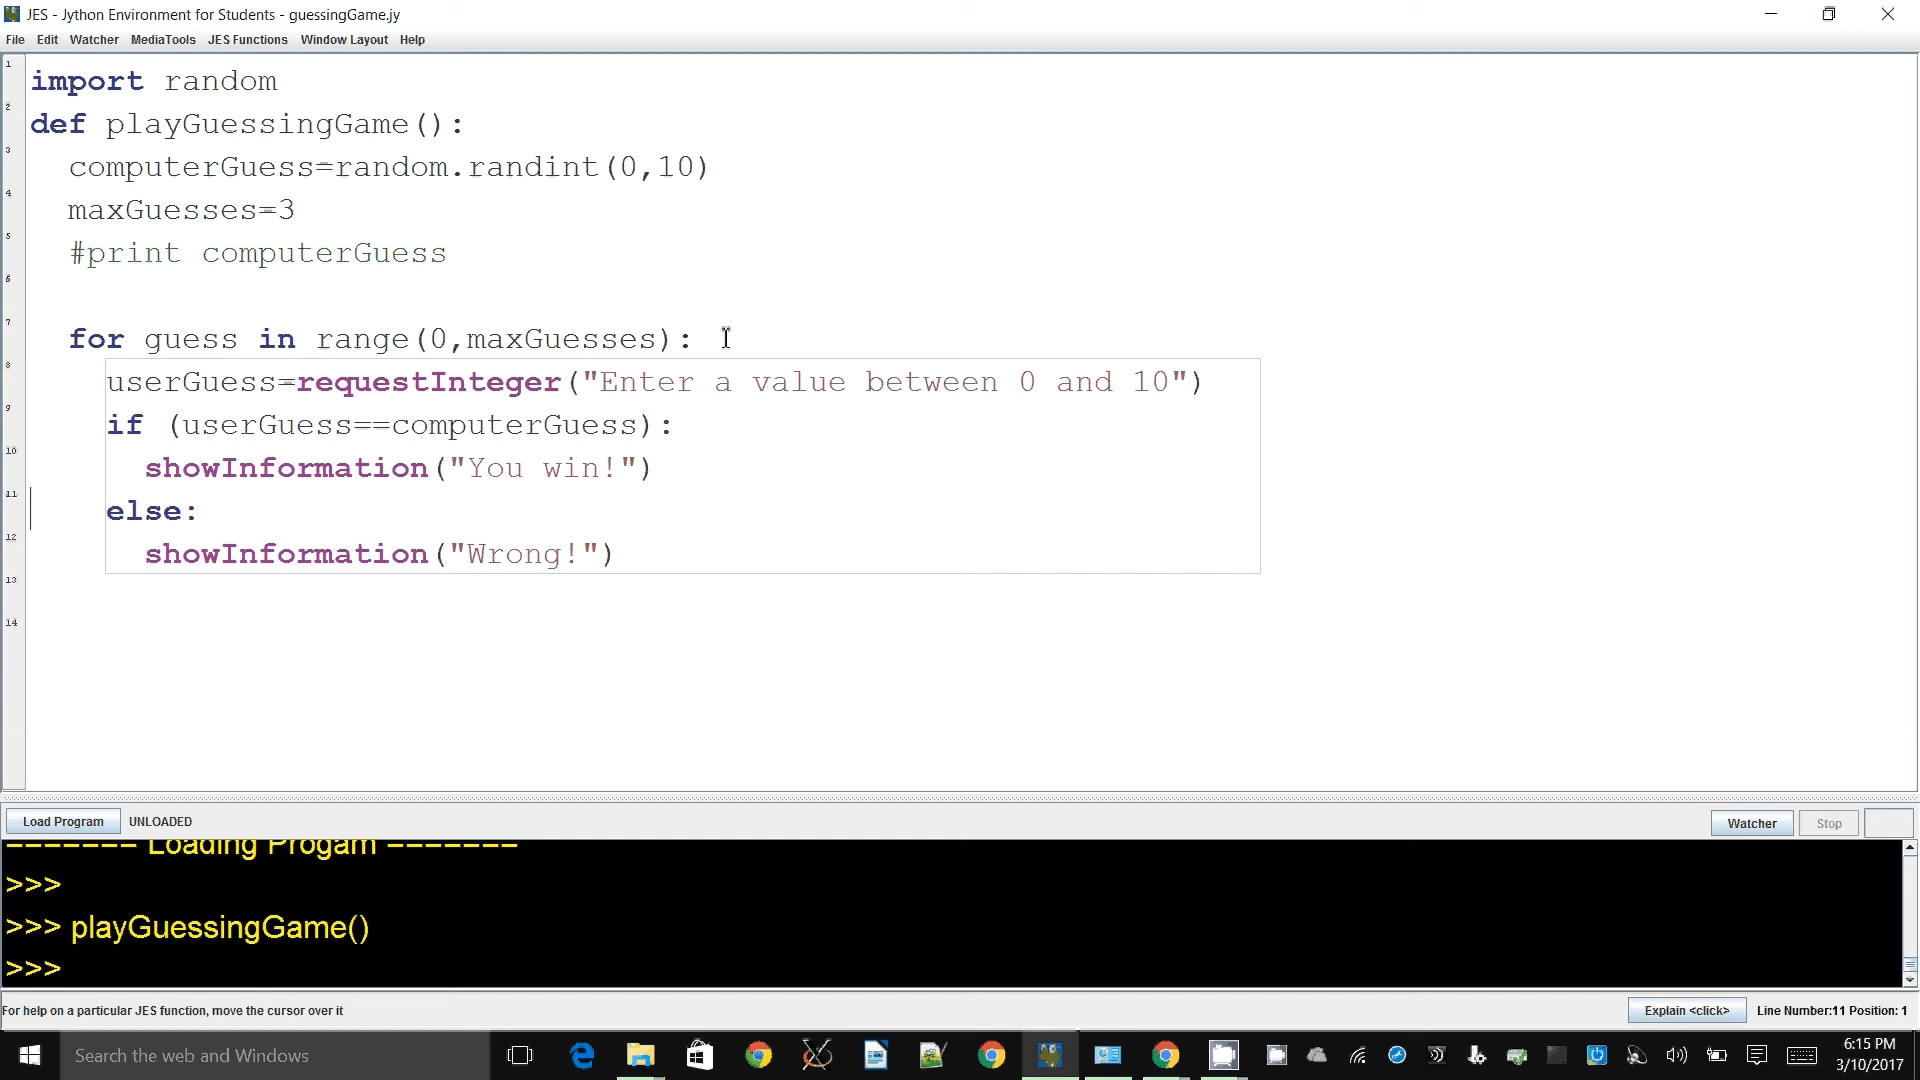 JES - Jython Environment for Students - guessingGame.jy
File Edit Watcher MediaTools JES Functions Window Layout Help
1 import random
2 def playGuessingGame():
3 computerGuess=random.randint(0,10)
4 maxGuesses=3
5 #print computerGuess
6
7 for guess in range(0,maxGuesses):
8 userGuess=requestInteger("Enter a value between 0 and 10")
9 if (userGuess==computerGuess):
10 showInformation("You win!")
11 else:
12 showInformation("Wrong!")
13
14
Load Program UNLOADED Watcher Stop
======= Loading Progam =======
>>>
>>> playGuessingGame()
>>>
For help on a particular JES function, move the cursor over it Explain <click> Line Number:11 Position: 1
Search the web and Windows
6:15 PM
3/10/2017